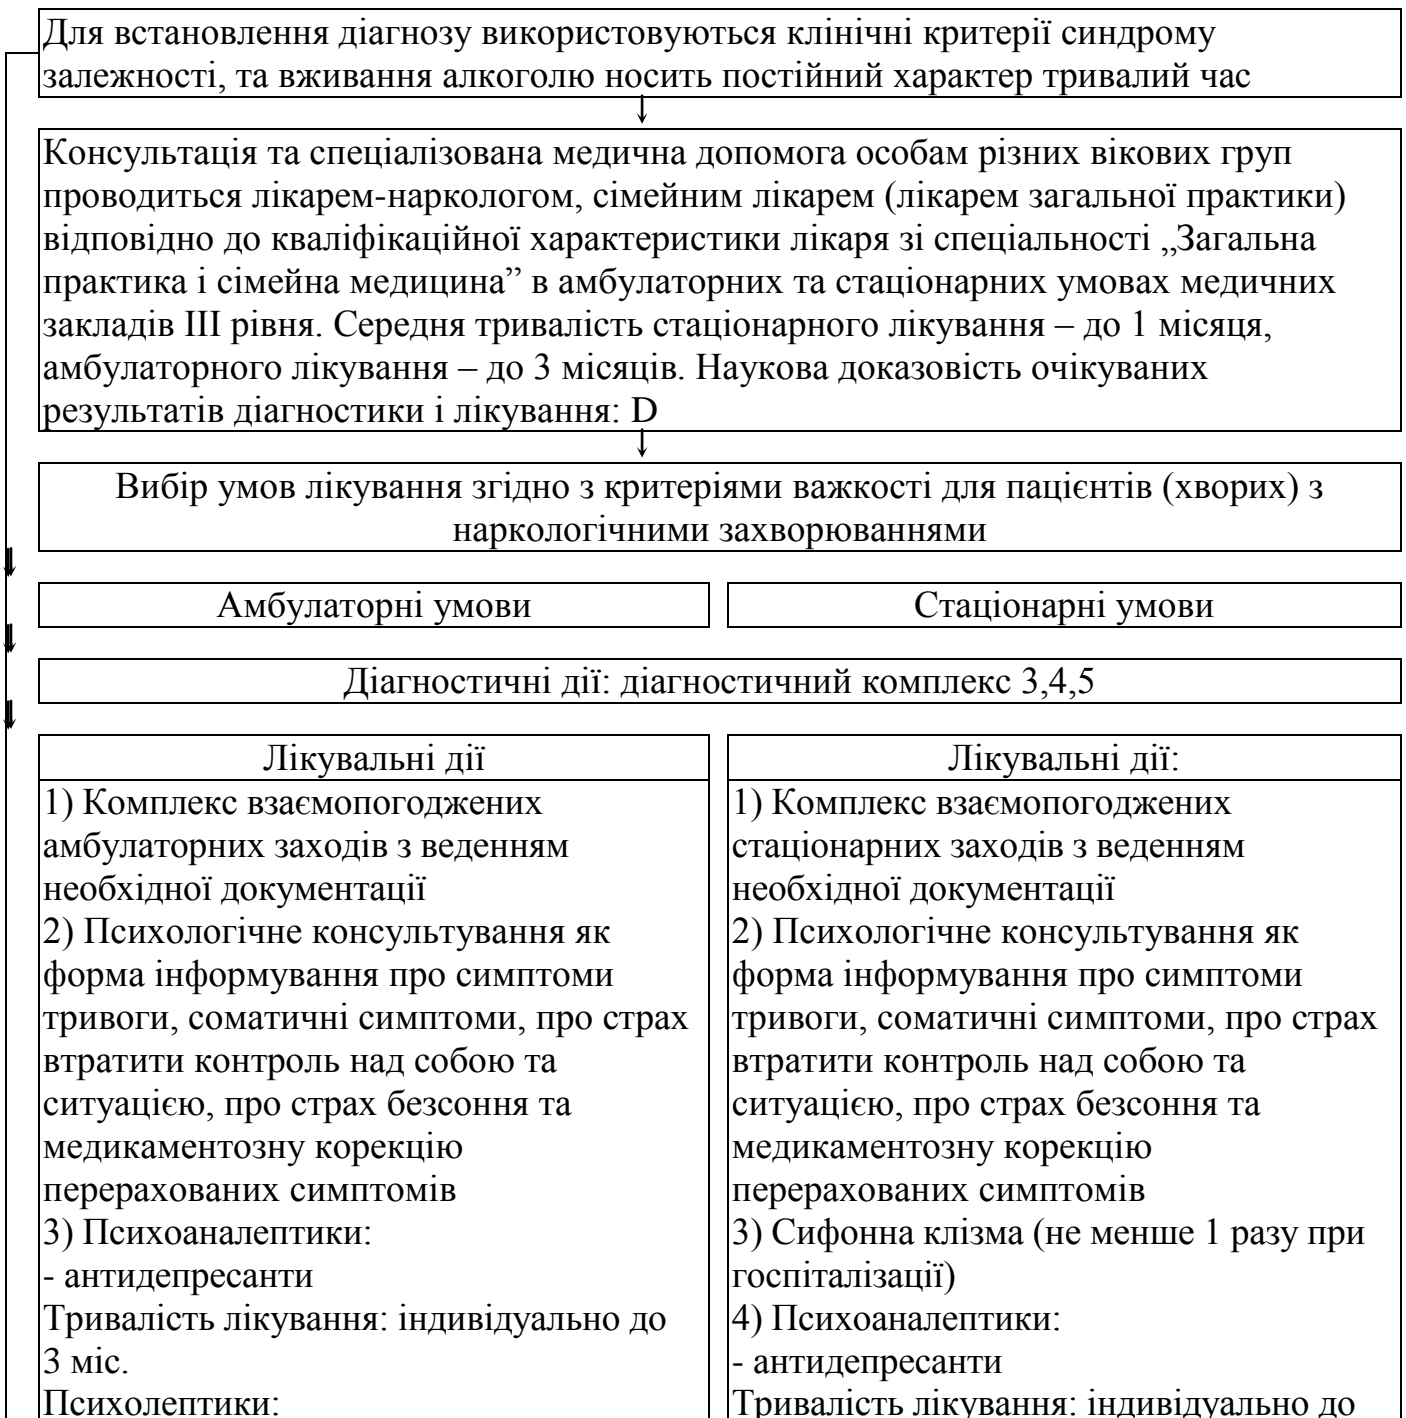 Для встановлення діагнозу використовуються клінічні критерії синдрому
залежності, та вживання алкоголю носить постійний характер тривалий час
Консультація та спеціалізована медична допомога особам різних вікових груп
проводиться лікарем-наркологом, сімейним лікарем (лікарем загальної практики)
відповідно до кваліфікаційної характеристики лікаря зі спеціальності „Загальна
практика і сімейна медицина” в амбулаторних та стаціонарних умовах медичних
закладів III рівня. Середня тривалість стаціонарного лікування – до 1 місяця,
амбулаторного лікування – до 3 місяців. Наукова доказовість очікуваних
результатів діагностики і лікування: D
Вибір умов лікування згідно з критеріями важкості для пацієнтів (хворих) з
наркологічними захворюваннями
Амбулаторні умови
Стаціонарні умови
Діагностичні дії: діагностичний комплекс 3,4,5
Лікувальні дії
1) Комплекс взаємопогоджених
амбулаторних заходів з веденням
необхідної документації
2) Психологічне консультування як
форма інформування про симптоми
тривоги, соматичні симптоми, про страх
втратити контроль над собою та
ситуацією, про страх безсоння та
медикаментозну корекцію
перерахованих симптомів
3) Психоаналептики:
- антидепресанти
Тривалість лікування: індивідуально до
3 міс.
Психолептики:
Лікувальні дії:
1) Комплекс взаємопогоджених
стаціонарних заходів з веденням
необхідної документації
2) Психологічне консультування як
форма інформування про симптоми
тривоги, соматичні симптоми, про страх
втратити контроль над собою та
ситуацією, про страх безсоння та
медикаментозну корекцію
перерахованих симптомів
3) Сифонна клізма (не менше 1 разу при
госпіталізації)
4) Психоаналептики:
- антидепресанти
Тривалість лікування: індивідуально до